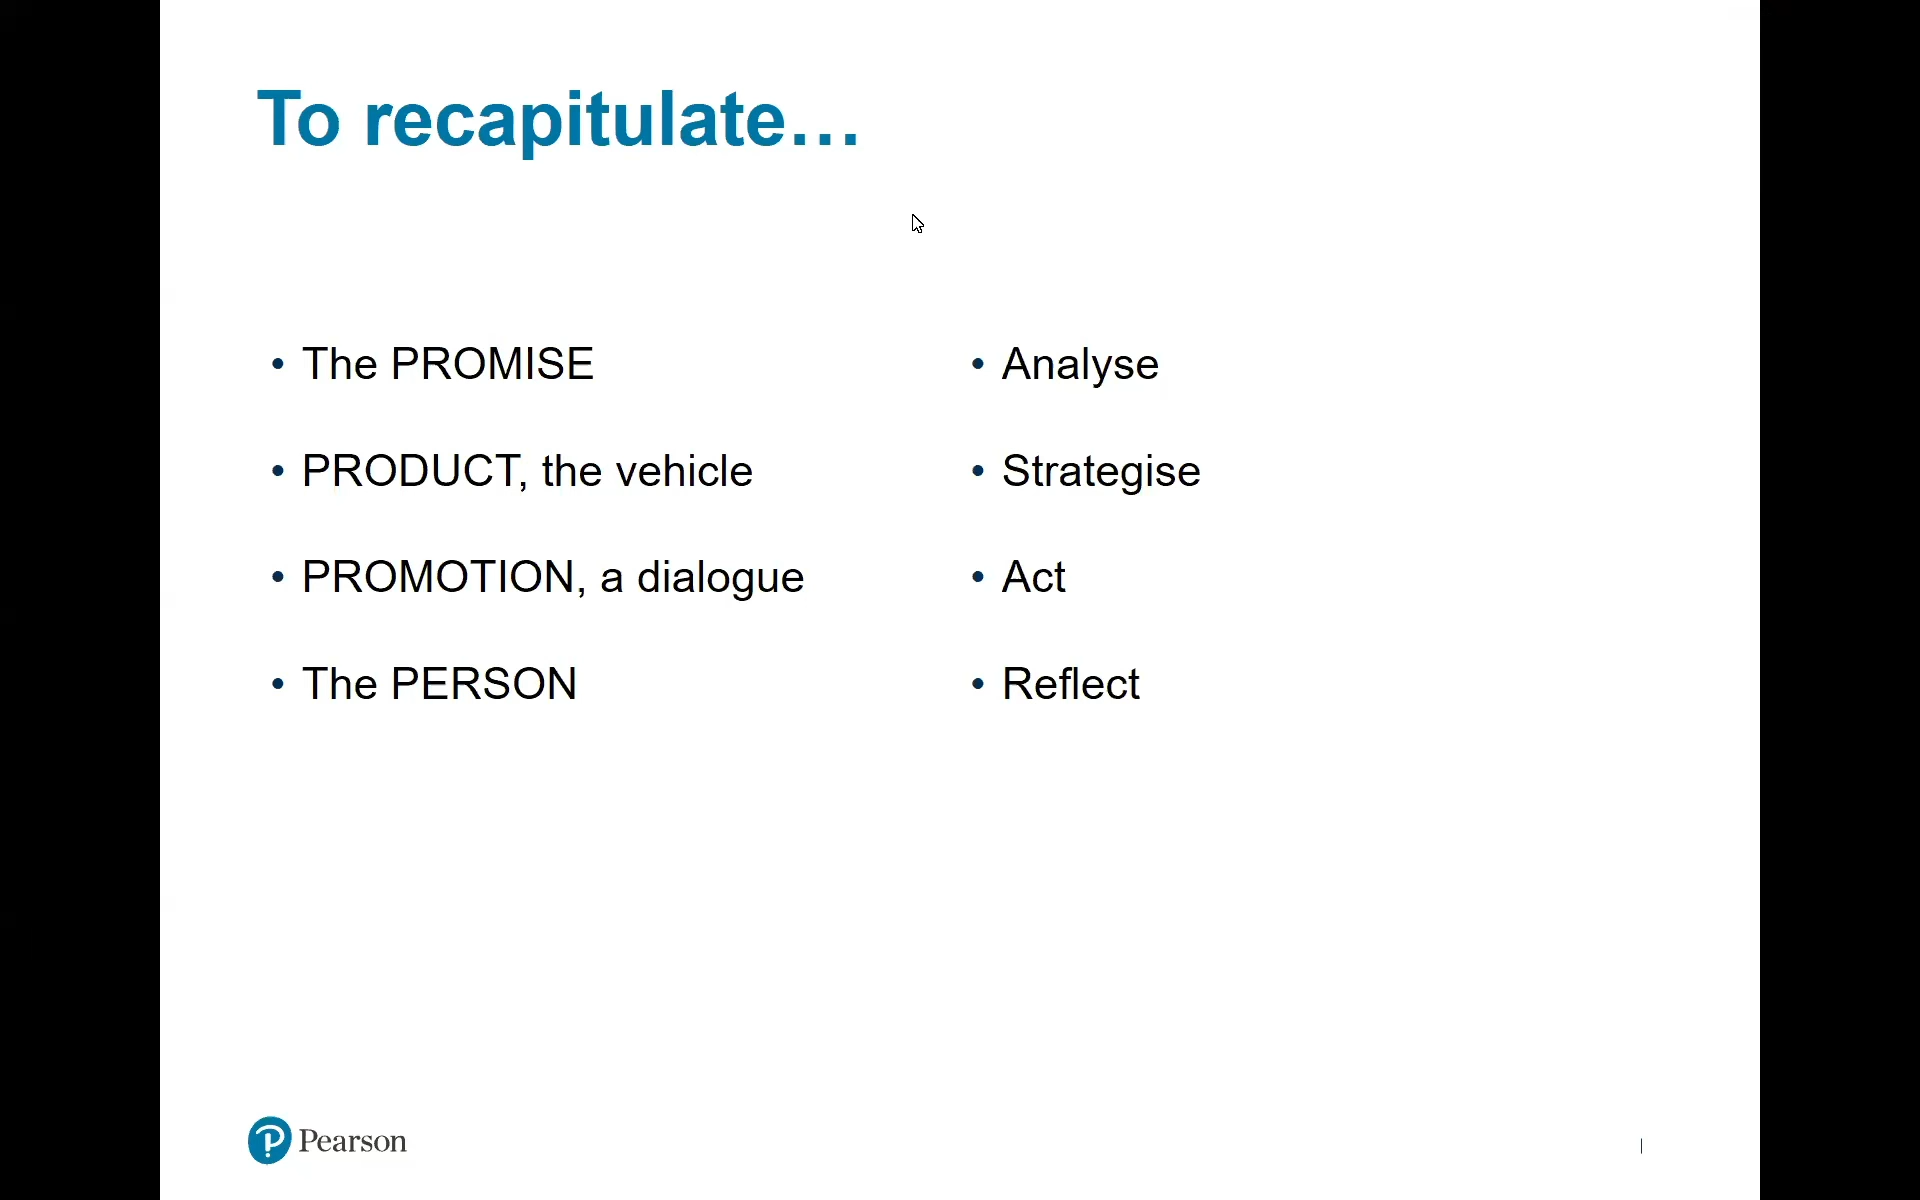 To recapitulate…
• The PROMISE
• PRODUCT, the vehicle
• PROMOTION, a dialogue
• The PERSON
• Analyse
• Strategise
• Act
• Reflect
Pearson